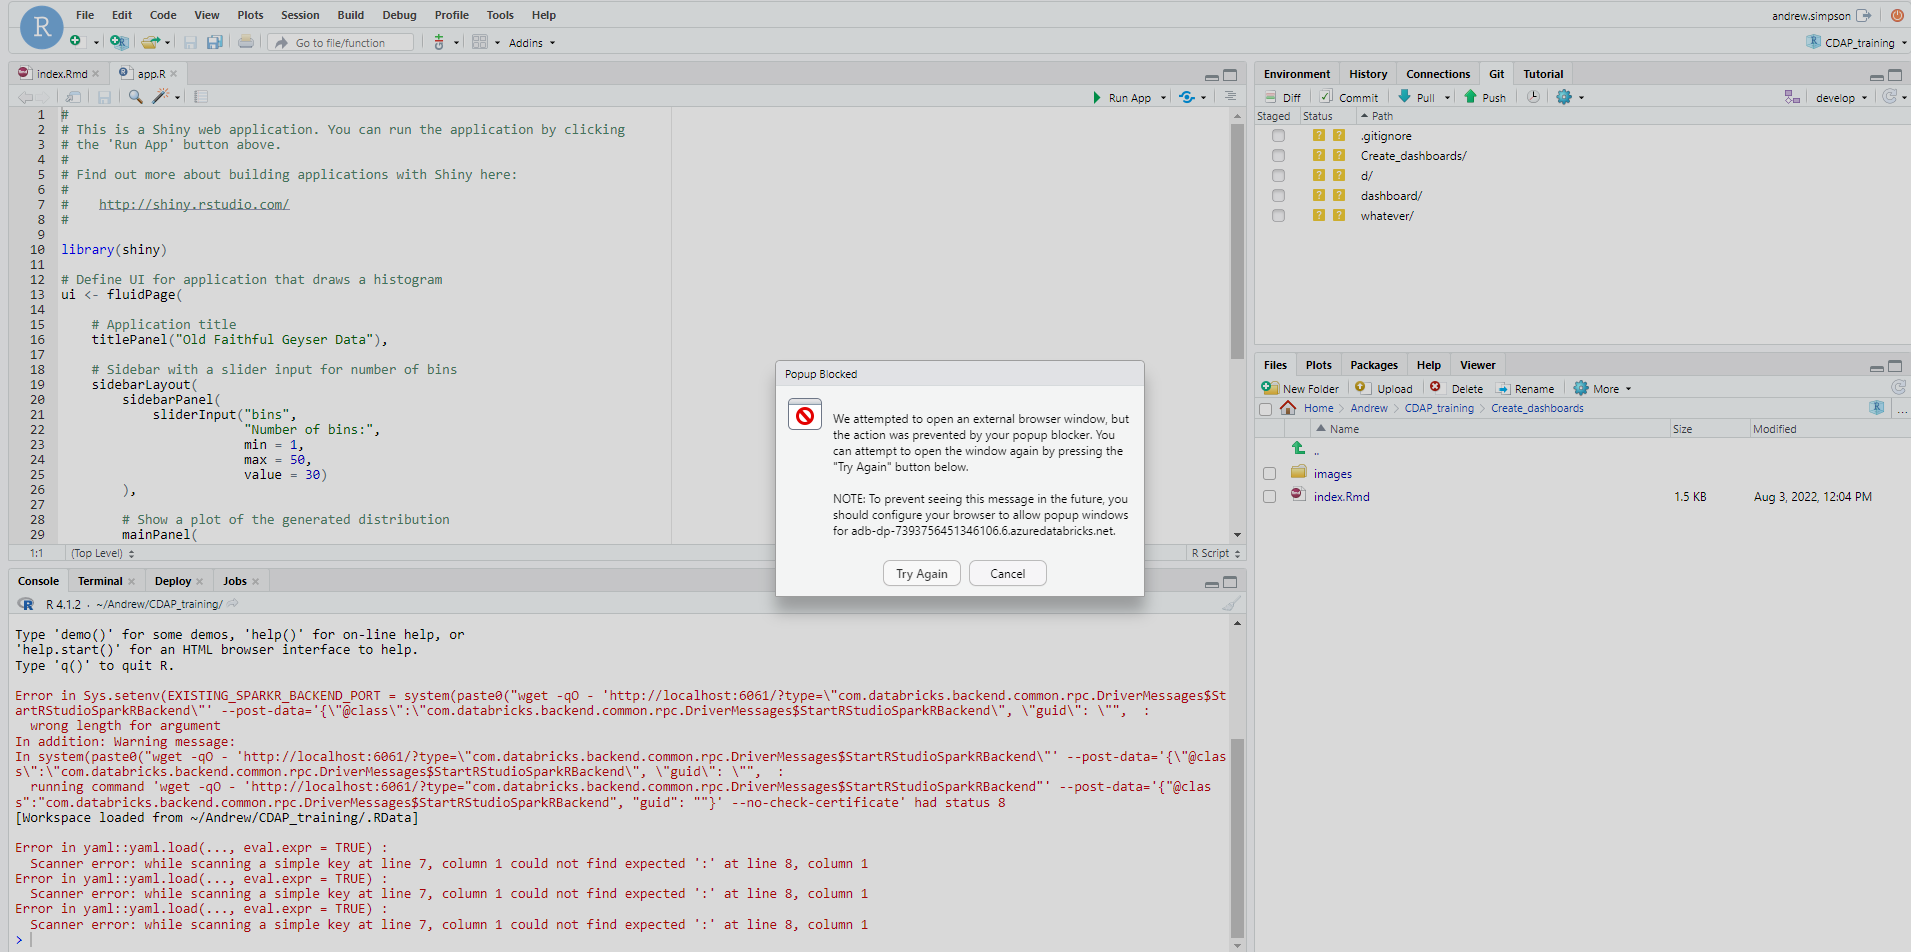 File Edit Code View Plots Session Build Debug Profile Tools Help
andrew.simpson
R
Go to file/function
Addins
CDAP_training
index.Rmd
app.R
Run App
1 #
2 # This is a Shiny web application. You can run the application by clicking
3 # the 'Run App' button above.
4 #
5 # Find out more about building applications with Shiny here:
6 #
7 #    http://shiny.rstudio.com/
8 #
9
10 library(shiny)
11
12 # Define UI for application that draws a histogram
13 ui <- fluidPage(
14
15     # Application title
16     titlePanel("Old Faithful Geyser Data"),
17
18     # Sidebar with a slider input for number of bins
19     sidebarLayout(
20         sidebarPanel(
21             sliderInput("bins",
22                         "Number of bins:",
23                         min = 1,
24                         max = 50,
25                         value = 30)
26         ),
27
28         # Show a plot of the generated distribution
29         mainPanel(
1:1 (Top Level) R Script
Console Terminal Deploy Jobs
R 4.1.2 · ~/Andrew/CDAP_training/
Type 'demo()' for some demos, 'help()' for on-line help, or
'help.start()' for an HTML browser interface to help.
Type 'q()' to quit R.
Error in Sys.setenv(EXISTING_SPARKR_BACKEND_PORT = system(paste0("wget -qO - 'http://localhost:6061/?type=\"com.databricks.backend.common.rpc.DriverMessages$St
artRStudioSparkRBackend\"' --post-data='{\"@class\":\"com.databricks.backend.common.rpc.DriverMessages$StartRStudioSparkRBackend\", \"guid\": \"",  :
  wrong length for argument
In addition: Warning message:
In system(paste0("wget -qO - 'http://localhost:6061/?type=\"com.databricks.backend.common.rpc.DriverMessages$StartRStudioSparkRBackend\"' --post-data='{\"@clas
s\":\"com.databricks.backend.common.rpc.DriverMessages$StartRStudioSparkRBackend\", \"guid\": \"",  :
  running command 'wget -qO - 'http://localhost:6061/?type="com.databricks.backend.common.rpc.DriverMessages$StartRStudioSparkRBackend"' --post-data='{"@clas
s":"com.databricks.backend.common.rpc.DriverMessages$StartRStudioSparkRBackend", "guid": ""}' --no-check-certificate' had status 8
[Workspace loaded from ~/Andrew/CDAP_training/.RData]
Error in yaml::yaml.load(..., eval.expr = TRUE) :
  Scanner error: while scanning a simple key at line 7, column 1 could not find expected ':' at line 8, column 1
Error in yaml::yaml.load(..., eval.expr = TRUE) :
  Scanner error: while scanning a simple key at line 7, column 1 could not find expected ':' at line 8, column 1
Error in yaml::yaml.load(..., eval.expr = TRUE) :
  Scanner error: while scanning a simple key at line 7, column 1 could not find expected ':' at line 8, column 1
>
Popup Blocked
We attempted to open an external browser window, but
the action was prevented by your popup blocker. You
can attempt to open the window again by pressing the
"Try Again" button below.
NOTE: To prevent seeing this message in the future, you
should configure your browser to allow popup windows
for adb-dp-7393756451346106.6.azuredatabricks.net.
Try Again Cancel
Environment History Connections Git Tutorial
Diff Commit Pull Push develop
Staged Status Path
? ? .gitignore
? ? Create_dashboards/
? ? d/
? ? dashboard/
? ? whatever/
Files Plots Packages Help Viewer
New Folder Upload Delete Rename More
Home Andrew CDAP_training Create_dashboards ...
Name Size Modified
..
images
index.Rmd 1.5 KB Aug 3, 2022, 12:04 PM